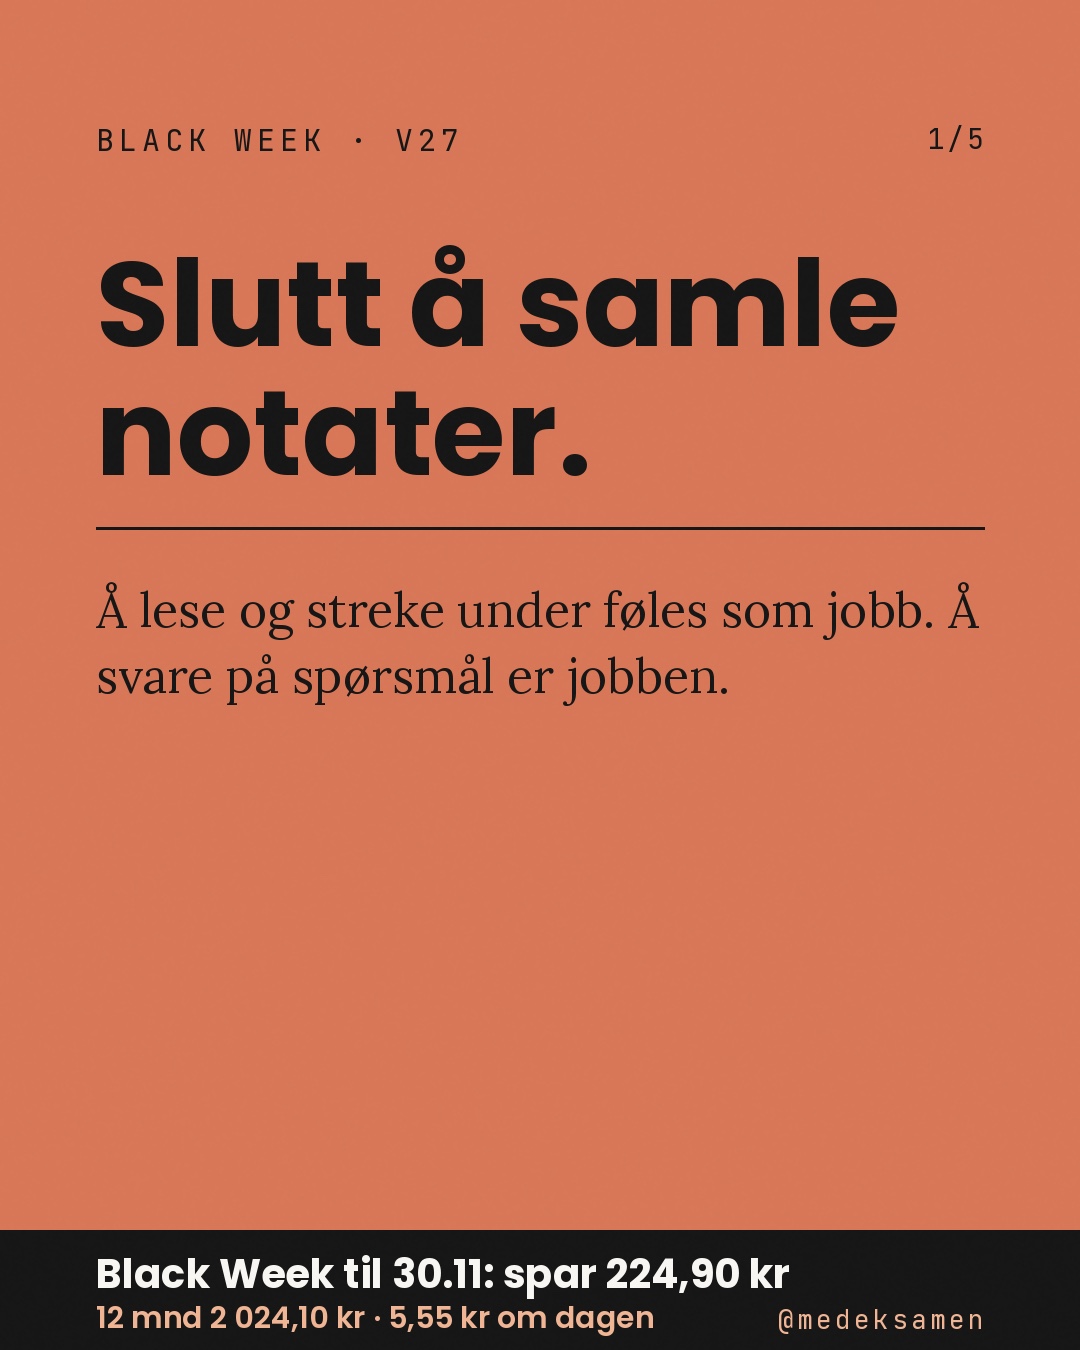 BLACK WEEK · V27
1/5
Slutt å samle
notater.
Å lese og streke under føles som jobb. Å
svare på spørsmål er jobben.
Black Week til 30.11: spar 224,90 kr
12 mnd 2 024,10 kr · 5,55 kr om dagen
@medeksamen